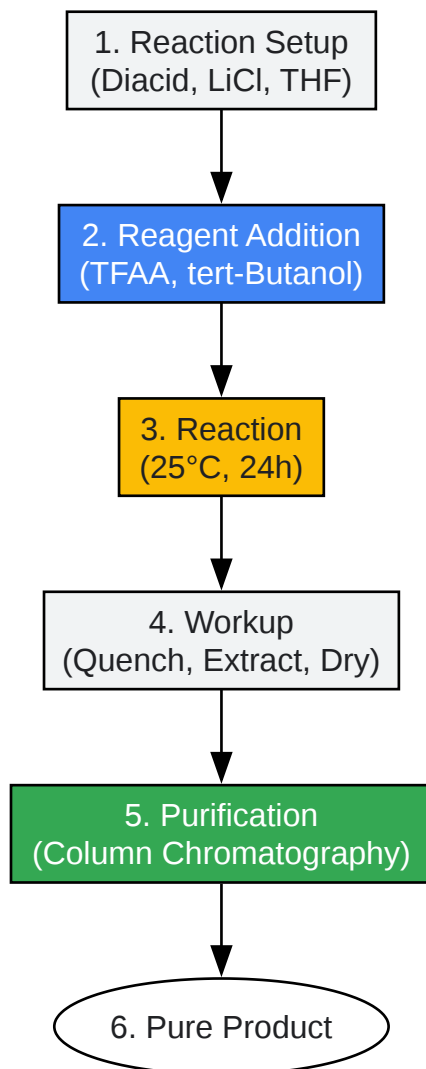 1. Reaction Setup
(Diacid, LiCl, THF)
2. Reagent Addition
(TFAA, tert-Butanol)
3. Reaction
(25°C, 24h)
4. Workup
(Quench, Extract, Dry)
5. Purification
(Column Chromatography)
6. Pure Product